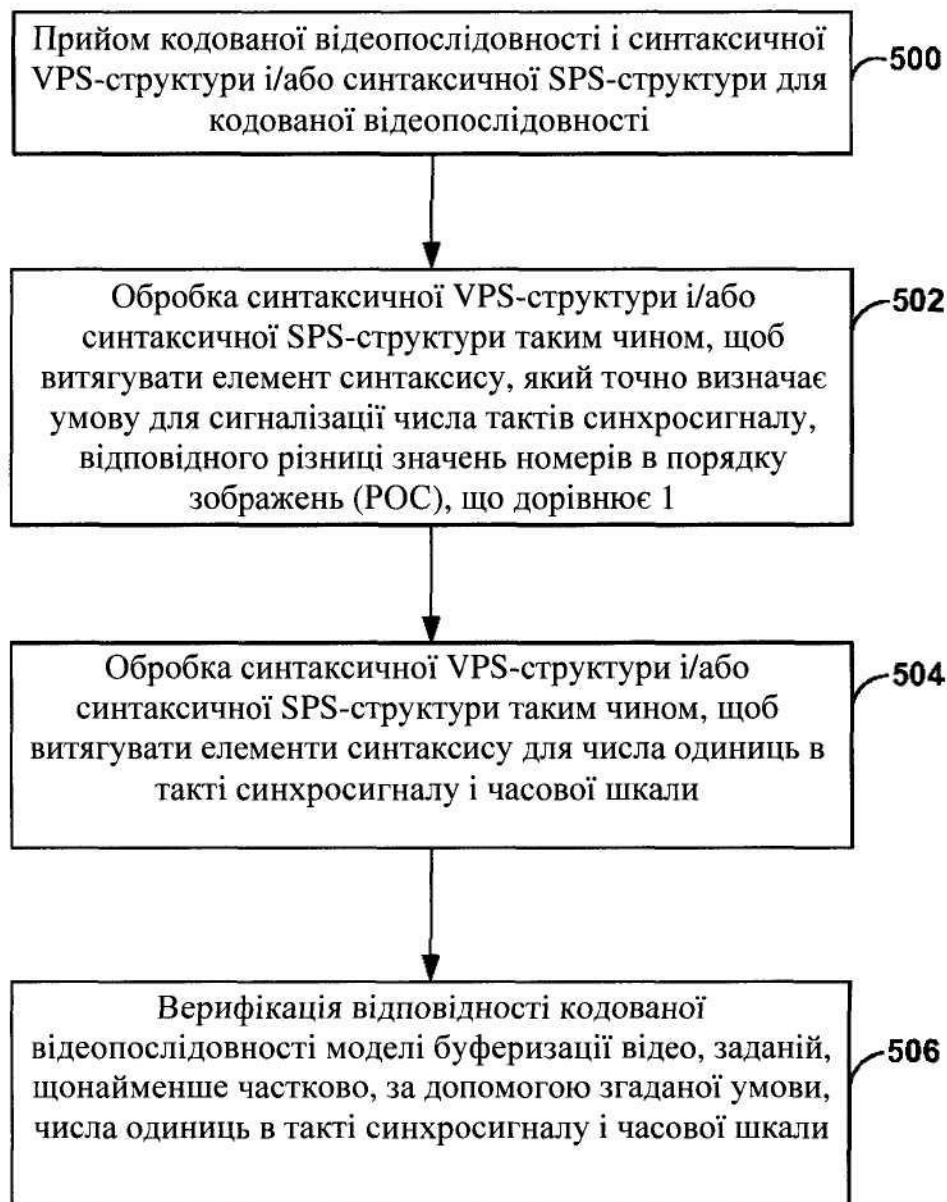 Прийом кодованої відеопослідовності і синтаксичної
VPS-структури і/або синтаксичної SPS-структури для
кодованої відеопослідовності
500
Обробка синтаксичної VPS-структури і/або
синтаксичної SPS-структури таким чином, щоб
витягувати елемент синтаксису, який точно визначає
умову для сигналізації числа тактів синхросигналу,
відповідного різниці значень номерів в порядку
зображень (POC), що дорівнює 1
502
Обробка синтаксичної VPS-структури і/або
синтаксичної SPS-структури таким чином, щоб
витягувати елементи синтаксису для числа одиниць в
такті синхросигналу і часової шкали
504
Верифікація відповідності кодованої
відеопослідовності моделі буферизації відео, заданій,
щонайменше частково, за допомогою згаданої умови,
числа одиниць в такті синхросигналу і часової шкали
506